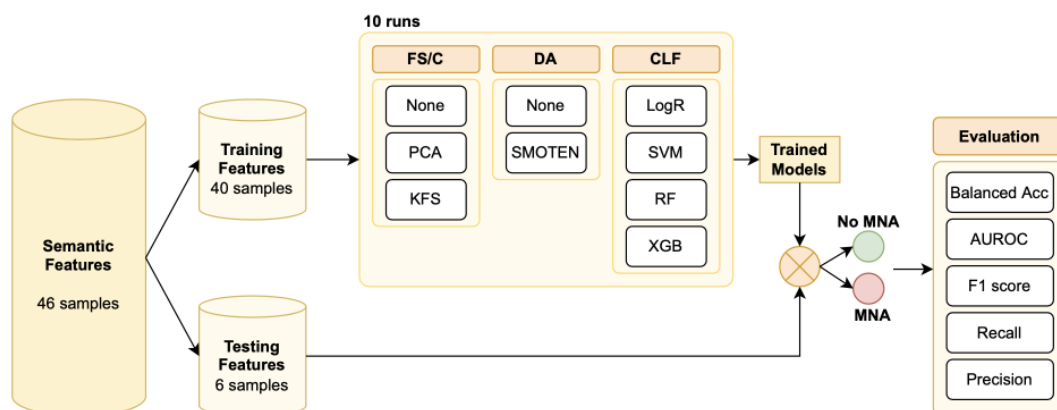 10 runs
FS/C
DA
CLF
None
PCA
KFS
None
SMOTEN
LogR
SVM
RF
XGB
Semantic
Features
46 samples
Training
Features
40 samples
Testing
Features
6 samples
Trained
Models
No MNA
MNA
Evaluation
Balanced Acc
AUROC
F1 score
Recall
Precision